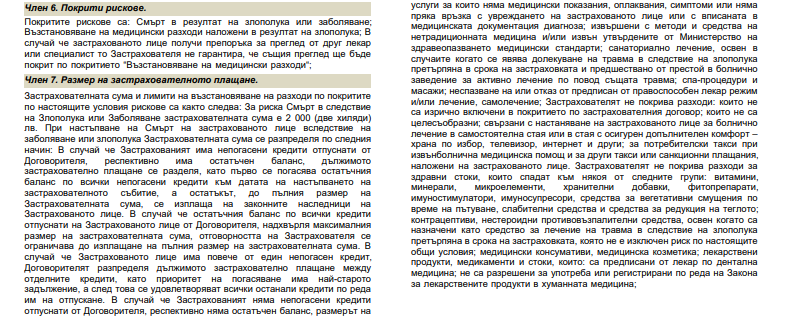 Член 6. Покрити рискове.
Покритите рискове са: Смърт в резултат на злополука или заболяване;
Възстановяване на медицински разходи наложени в резултат на злополука; В
случай че застрахованото лице получи препоръка за преглед от друг лекар
или специалист то Застрахователя не гарантира, че същия преглед ще бъде
покрит по покритието "Възстановяване на медицински разходи";
Член 7. Размер на застрахователното плащане.
Застрахователната сума и лимити на възстановяване на разходи по покритите
по настоящите условия рискове са както следва: За риска Смърт в следствие
на Злополука или Заболяване застрахователната сума е 2 000 (две хиляди)
лв. При настъпване на Смърт на застрахованото лице вследствие на
заболяване или злополука Застрахователната сума се разпределя по следния
начин: В случай че Застрахованият има непогасени кредити отпуснати от
Договорителя, респективно има остатъчен баланс, дължимото
застрахователно плащане се разделя, като първо се погасява остатъчния
баланс по всички непогасени кредити към датата на настъпването на
застрахователното събитие, а остатъкът, до пълния размер на
Застрахователната сума, се изплаща на законните наследници на
Застрахованото лице. В случай че остатъчния баланс по всички кредити
отпуснати на Застрахованото лице от Договорителя, надхвърля максималния
размер на застрахователната сума, отговорността на Застрахователя се
ограничава до изплащане на пълния размер на застрахователната сума. В
случай че Застрахованото лице има повече от един непогасен кредит,
Договорителят разпределя дължимото застрахователно плащане между
отделните кредити, като приоритет на погасяване има най-старото
задължение, а след това се удовлетворяват всички останали кредити по реда
им на отпускане. В случай че Застрахованият няма непогасени кредити
отпуснати от Договорителя, респективно няма остатъчен баланс, размерът на
услуги за които няма медицински показания, оплаквания, симптоми или няма
пряка връзка с увреждането на застрахованото лице или с вписаната в
медицинската документация диагноза; извършени с методи и средства на
нетрадиционната медицина и/или извън утвърдените от Министерство на
здравеопазването медицински стандарти; санаториално лечение, освен в
случаите когато се явява долекуване на травма в следствие на злополука
претърпяна в срока на застраховката и предшествано от престой в болнично
заведение за активно лечение по повод същата травма; спа-процедури и
масажи; неспазване на или отказ от предписан от правоспособен лекар режим
и/или лечение, самолечение; Застрахователят не покрива разходи: които не
са изрично включени в покритието по застрахователния договор; които не са
целесъобразни; свързани с настаняване на застрахованото лице за болнично
лечение в самостоятелна стая или в стая с осигурен допълнителен комфорт –
храна по избор, телевизор, интернет и други; за потребителски такси при
извънболнична медицинска помощ и за други такси или санкционни плащания,
наложени на застрахованото лице. Застрахователят не покрива разходи за
здравни стоки, които спадат към някоя от следните групи: витамини,
минерали, микроелементи, хранителни добавки, фитопрепарати,
имуностимулатори, имуносупресори, средства за вегетативни смущения по
време на пътуване, слабителни средства и средства за редукция на теглото;
контрацептиви, нестероидни противовъзпалителни средства, освен когато са
назначени като средство за лечение на травма в следствие на злополука
претърпяна в срока на застраховката, която не е изключен риск по настоящите
общи условия; медицински консумативи, медицинска козметика; лекарствени
продукти, медикаменти и стоки, които: са предписани от лекар по дентална
медицина; не са разрешени за употреба или регистрирани по реда на Закона
за лекарствените продукти в хуманната медицина;